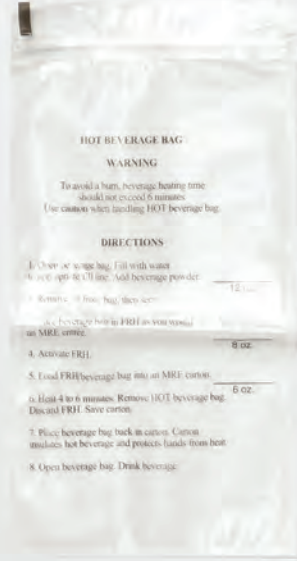 HOT BEVERAGE BAG
WARNING
To avoid a burn, beverage heating time
should not exceed 6 minutes
Use caution when handling HOT beverage bag.
DIRECTIONS
1. Open bag. Fill with water
fill line. Add beverage powder.
12
bag, then
beverage bag in FRH as you would
an MRE entree.
8 oz.
4. Activate FRH.
5. Load FRH/beverage bag into an MRE carton.
6 oz.
6. Heat 4 to 6 minutes. Remove HOT beverage bag.
Discard FRH. Save carton.
7. Place beverage bag back in carton. Carton
insulates hot beverage and protects hands from heat
8. Open beverage bag. Drink beverage.